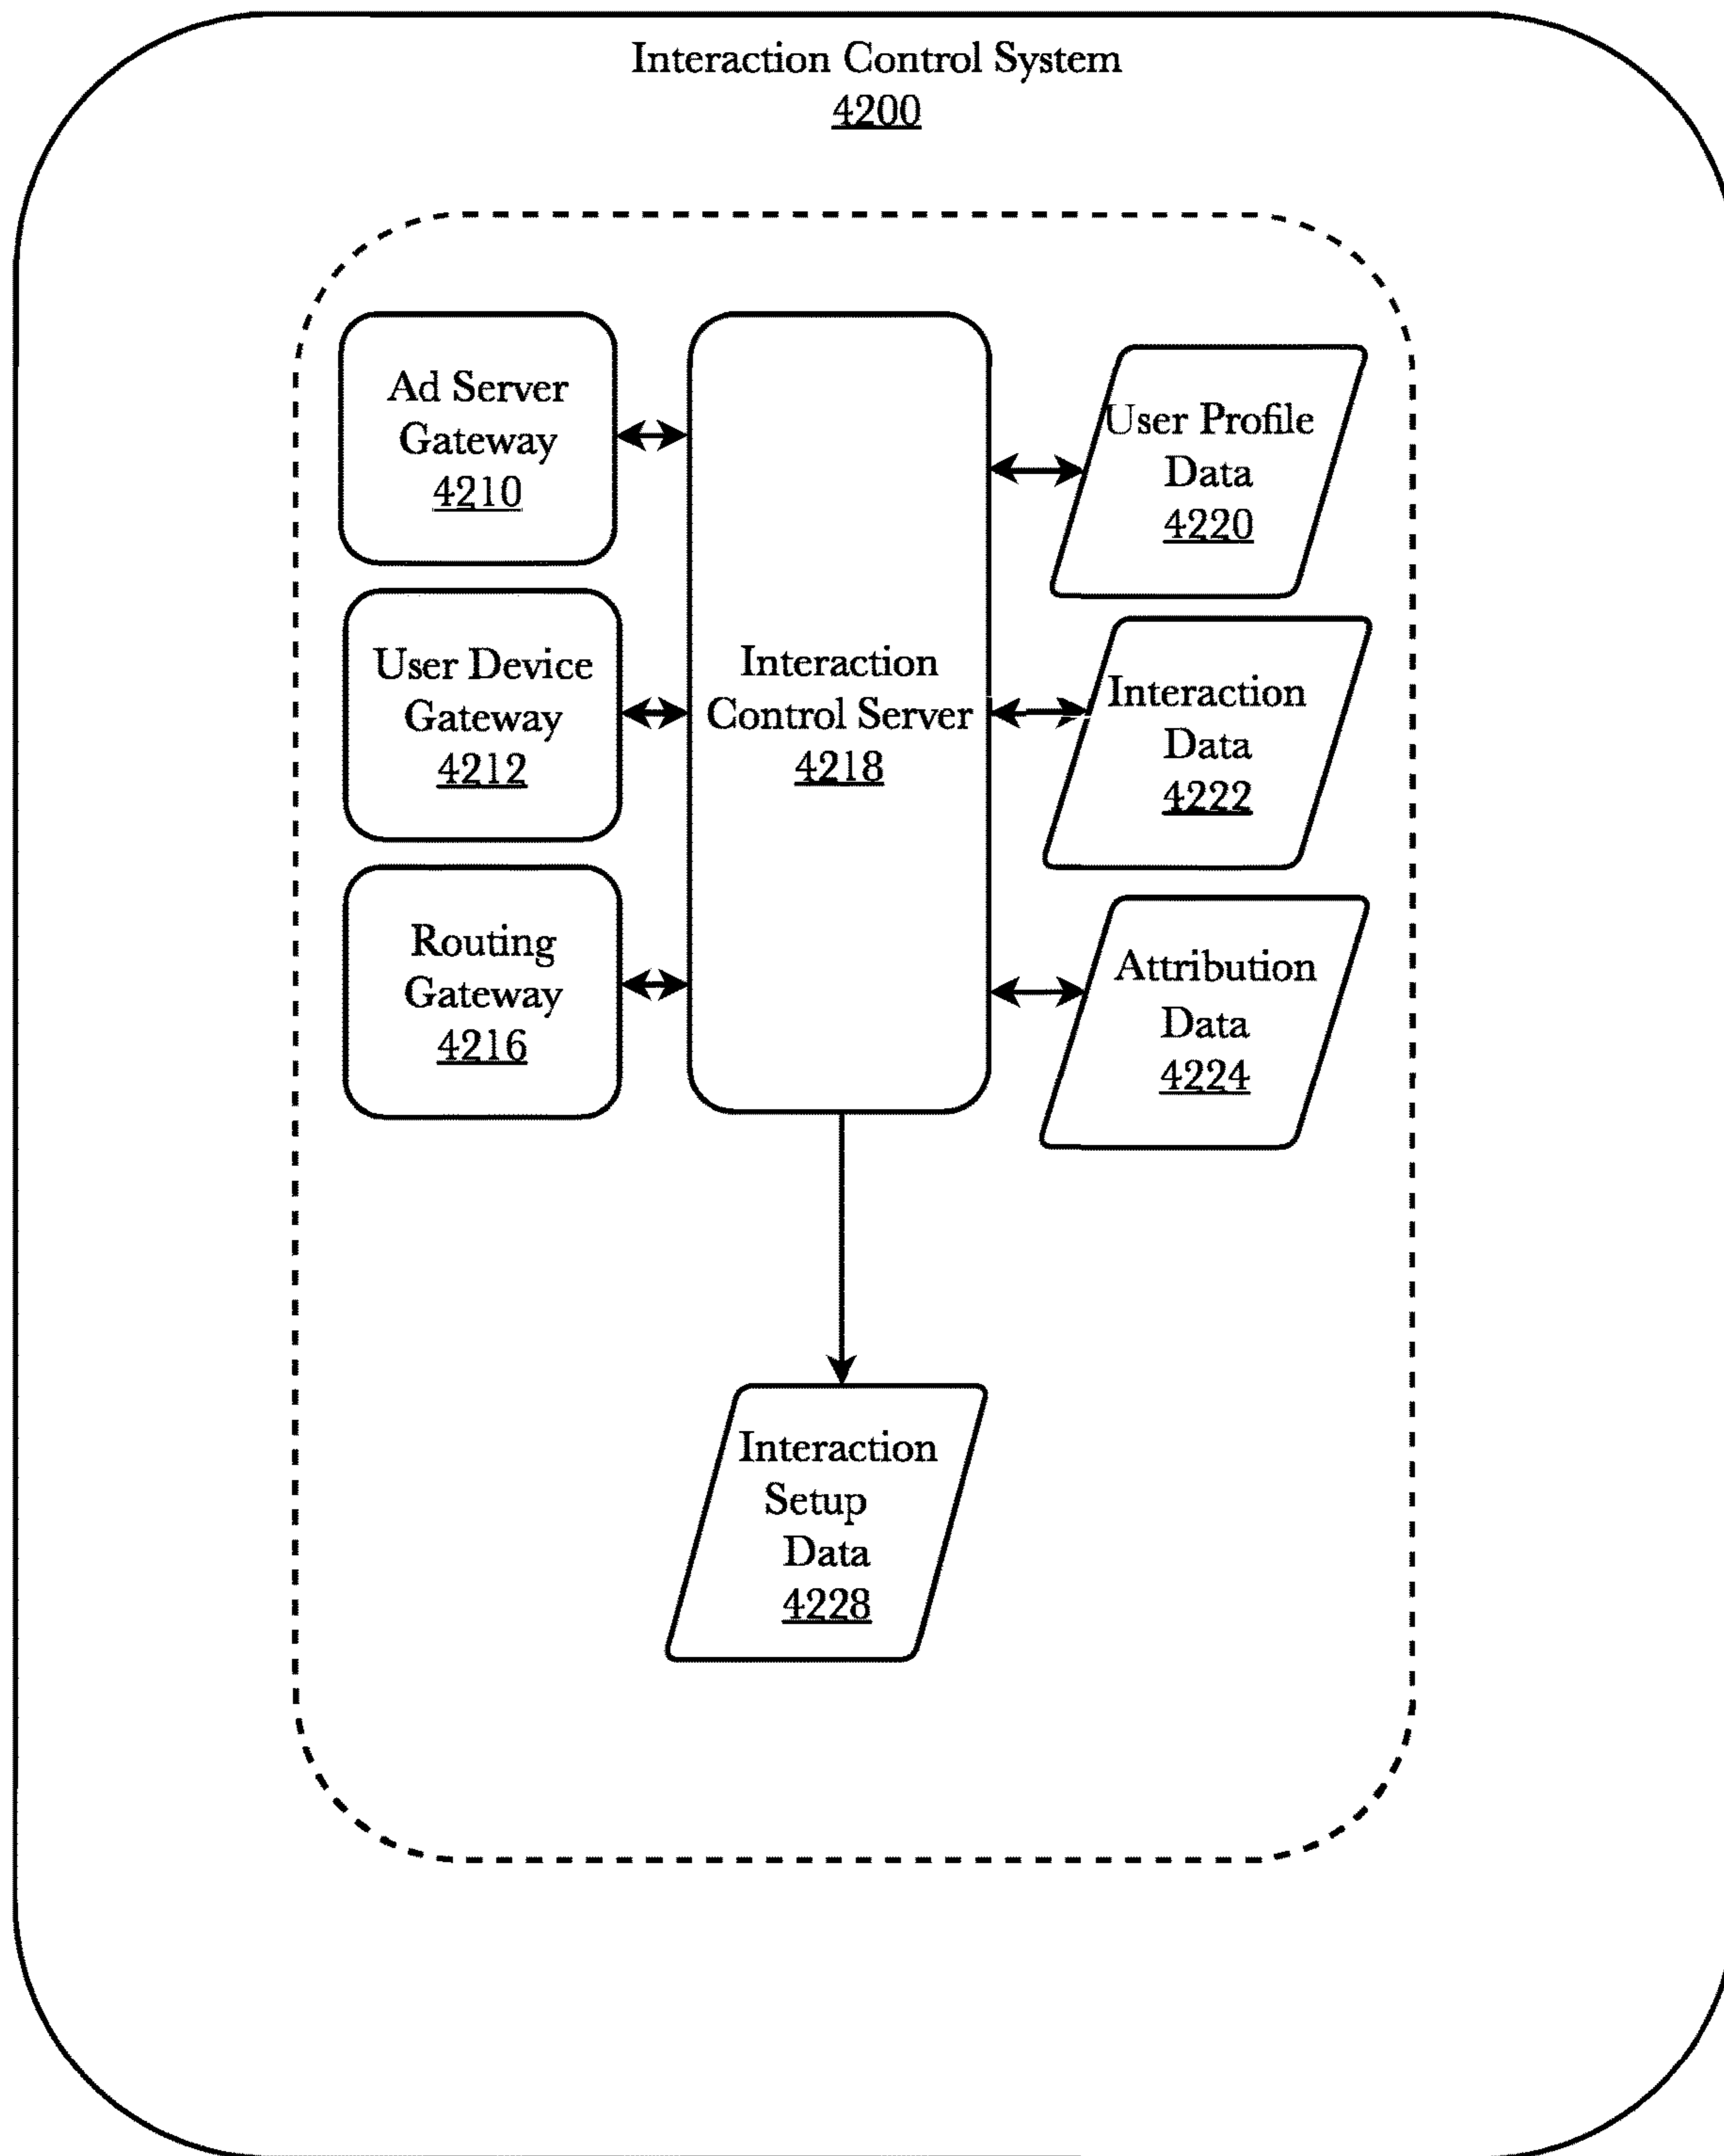 Interaction Control System
4200
Ad Server
Gateway
4210
User Device
Gateway
4212
Routing
Gateway
4216
Interaction
Control Server
4218
User Profile
Data
4220
Interaction
Data
4222
Attribution
Data
4224
Interaction
Setup
Data
4228